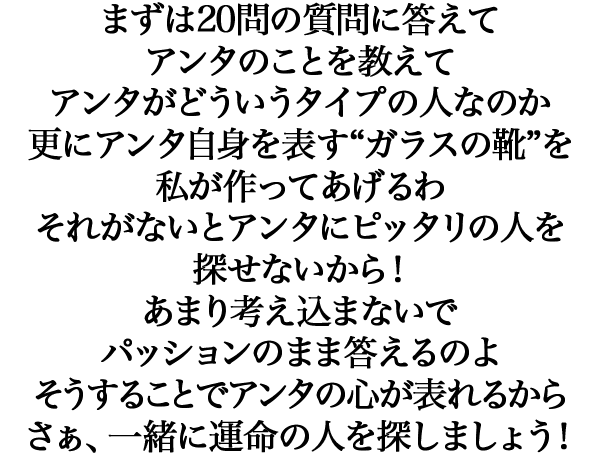 まずは20問の質問に答えて
アンタのことを教えて
アンタがどういうタイプの人なのか
更にアンタ自身を表す“ガラスの靴”を
私が作ってあげるわ
それがないとアンタにピッタリの人を
探せないから！
あまり考え込まないで
パッションのまま答えるのよ
そうすることでアンタの心が表れるから
さぁ、一緒に運命の人を探しましょう！